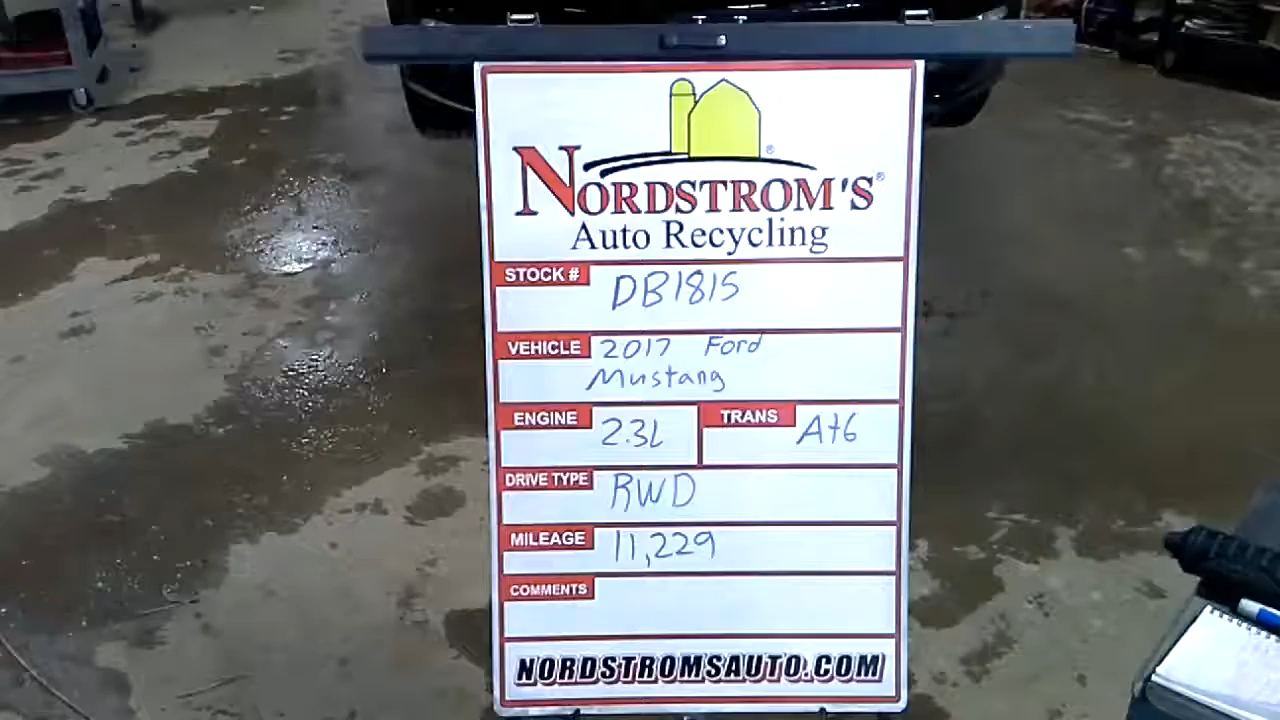 NORDSTROM'S®
Auto Recycling
STOCK # DB1815
VEHICLE 2017 Ford
Mustang
ENGINE 2.3L TRANS At6
DRIVE TYPE RWD
MILEAGE 11,229
COMMENTS
NORDSTROMSAUTO.COM